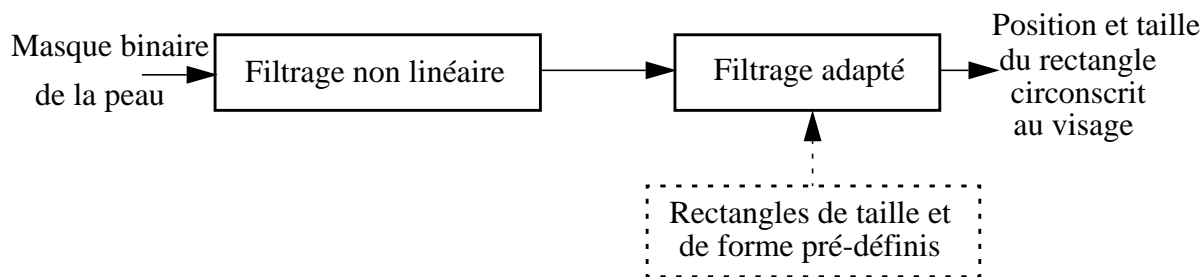 Masque binaire
de la peau
Filtrage non linéaire
Filtrage adapté
Position et taille
du rectangle
circonscrit
au visage
Rectangles de taille et
de forme pré-définis